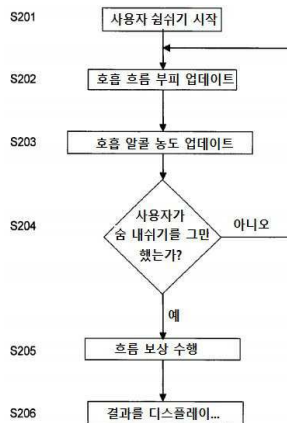 S201 사용자 쉼쉬기 시작
S202 호흡 흐름 부피 업데이트
S203 호흡 알콜 농도 업데이트
S204 사용자가
숨 내쉬기를 그만
했는가?
아니오
예
S205 흐름 보상 수행
S206 결과를 디스플레이...